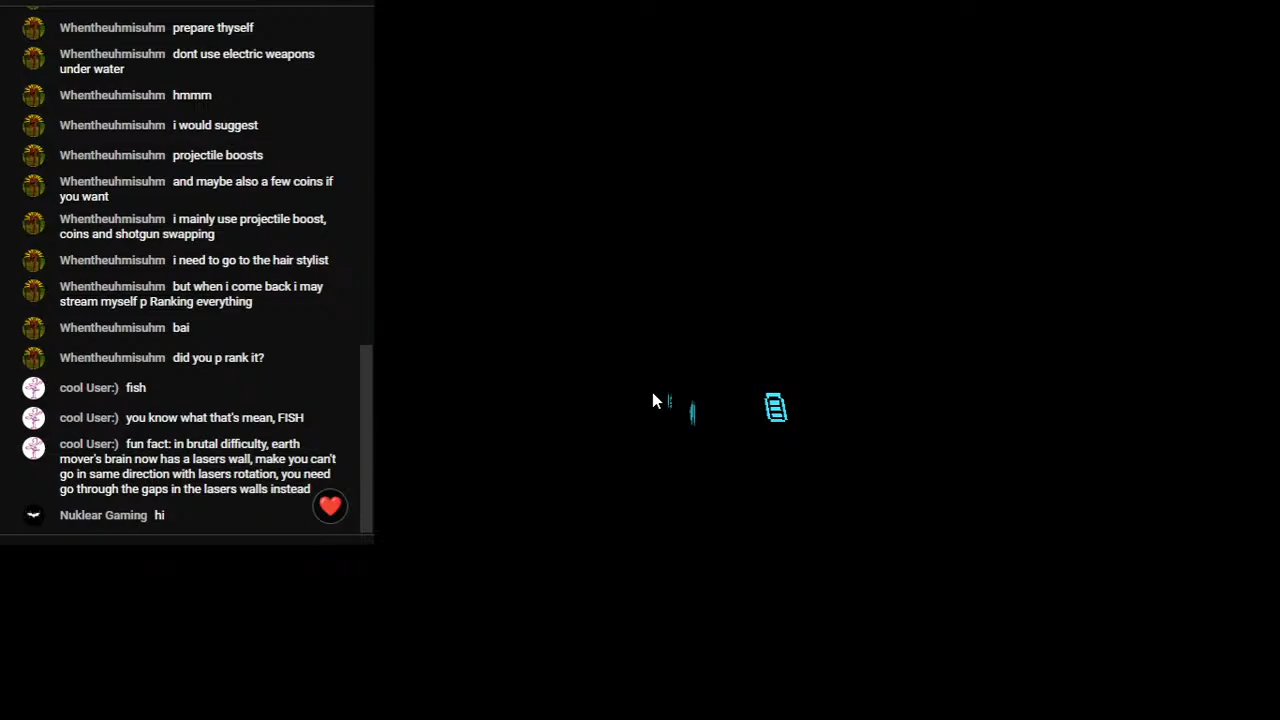 Whentheuhmisuhm prepare thyself
Whentheuhmisuhm dont use electric weapons
under water
Whentheuhmisuhm hmmm
Whentheuhmisuhm i would suggest
Whentheuhmisuhm projectile boosts
Whentheuhmisuhm and maybe also a few coins if
you want
Whentheuhmisuhm i mainly use projectile boost,
coins and shotgun swapping
Whentheuhmisuhm i need to go to the hair stylist
Whentheuhmisuhm but when i come back i may
stream myself p Ranking everything
Whentheuhmisuhm bai
Whentheuhmisuhm did you p rank it?
cool User:) fish
cool User:) you know what that's mean, FISH
cool User:) fun fact: in brutal difficulty, earth
mover's brain now has a lasers wall, make you can't
go in same direction with lasers rotation, you need
go through the gaps in the lasers walls instead
Nuklear Gaming hi